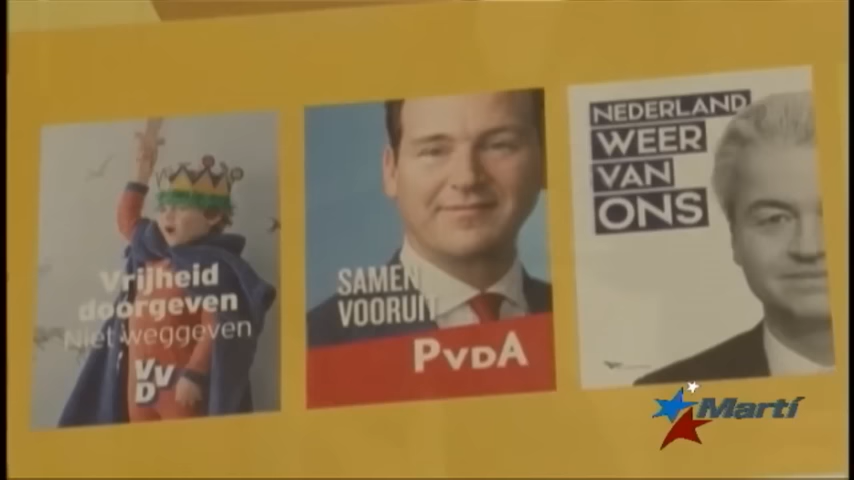 Vrijheid
doorgeven
Niet weggeven
VVD
SAMEN
VOORUIT
PVDA
NEDERLAND
WEER
VAN
ONS
Martí